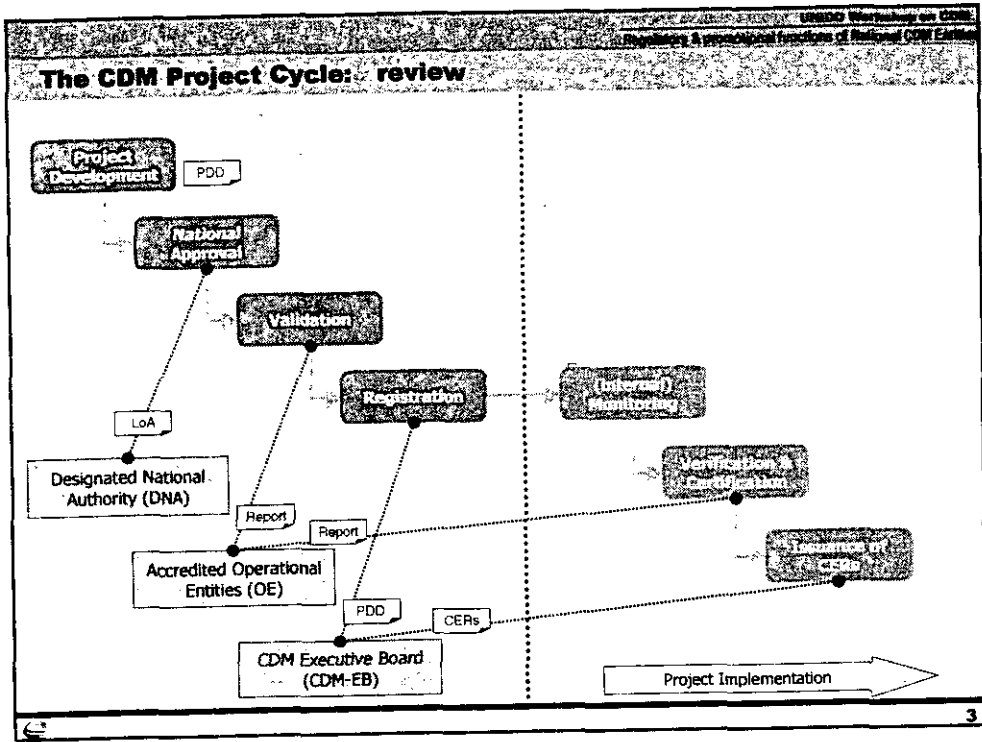 UNIDO Workshop on CDM:
Regulatory & promotional functions of National CDM Entities
The CDM Project Cycle: review
Project
Development
PDD
National
Approval
Validation
Registration
(Internal)
Monitoring
LoA
Designated National
Authority (DNA)
Verification &
Certification
Report
Report
Issuance of
CERs
Accredited Operational
Entities (OE)
PDD
CERs
CDM Executive Board
(CDM-EB)
Project Implementation
3